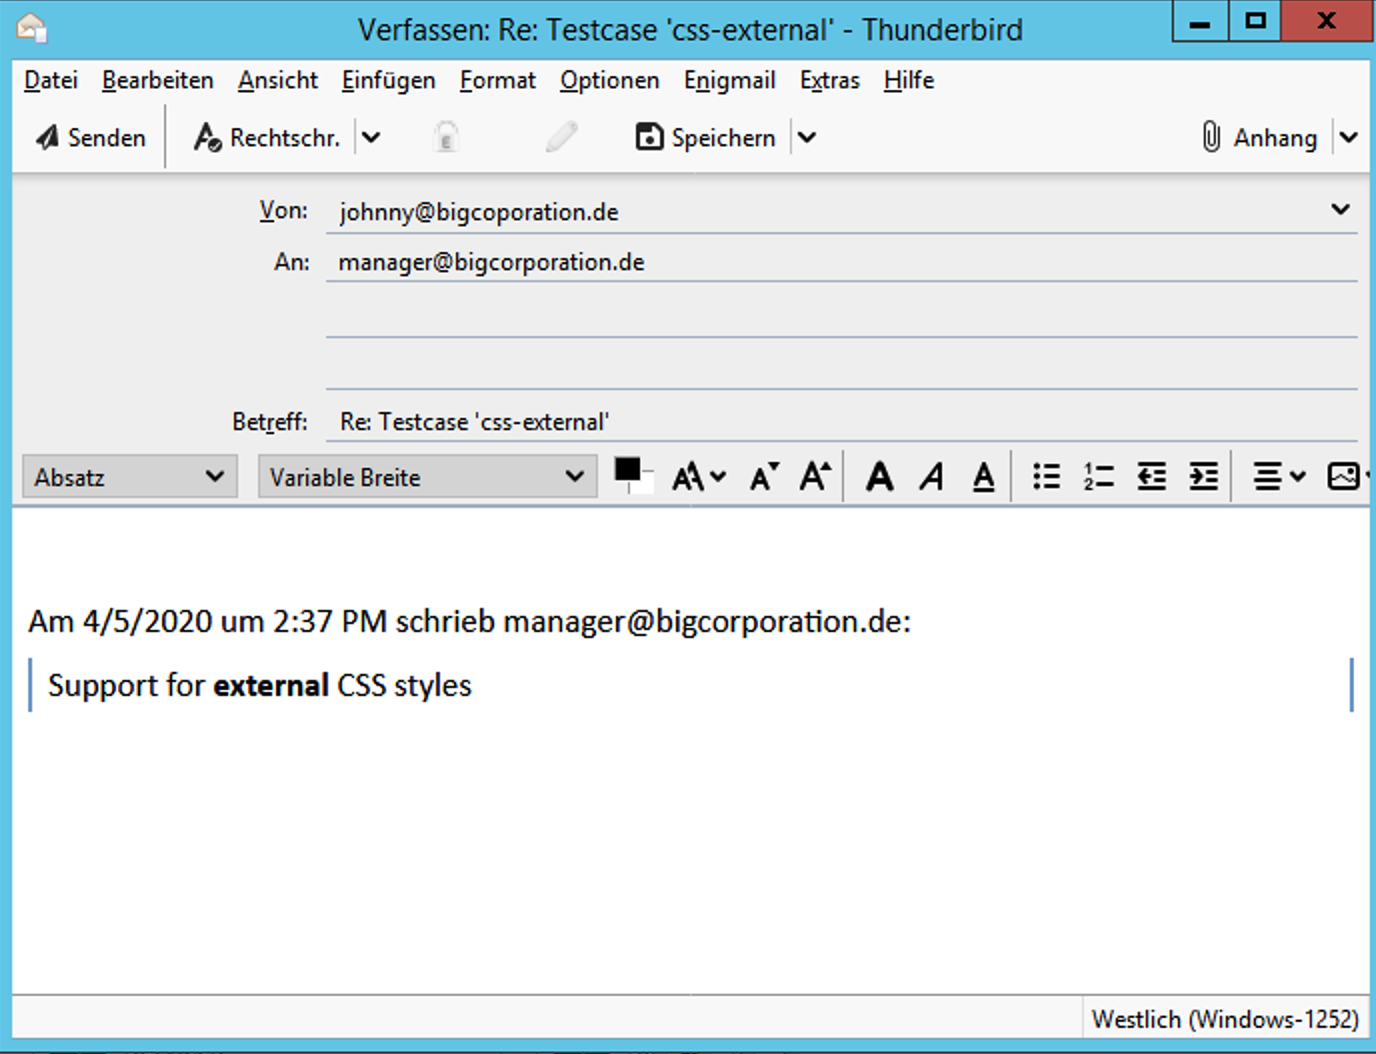 Verfassen: Re: Testcase 'css-external' - Thunderbird
Datei Bearbeiten Ansicht Einfügen Format Optionen Enigmail Extras Hilfe
Senden Rechtschr. Speichern Anhang
Von: johnny@bigcoporation.de
An: manager@bigcorporation.de
Betreff: Re: Testcase 'css-external'
Absatz Variable Breite
Am 4/5/2020 um 2:37 PM schrieb manager@bigcorporation.de:
Support for external CSS styles
Westlich (Windows-1252)